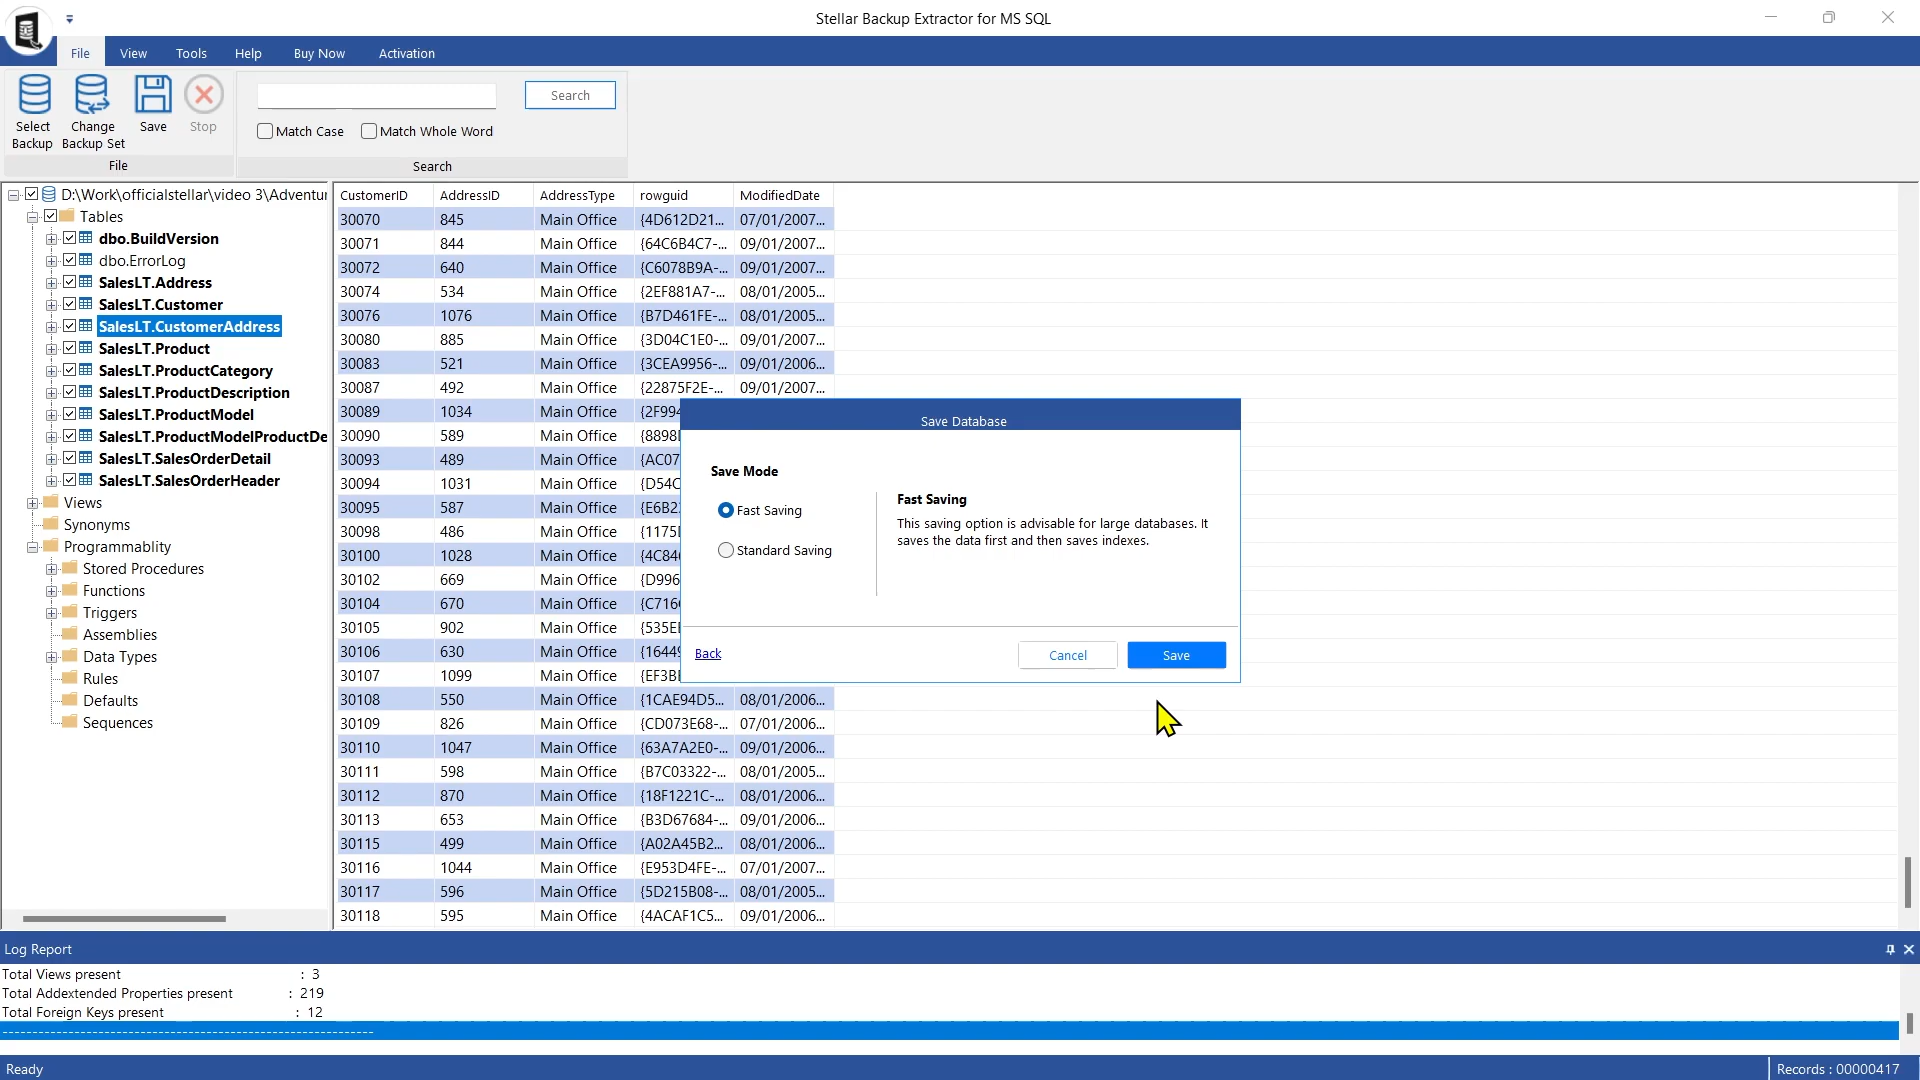 Stellar Backup Extractor for MS SQL
File View Tools Help Buy Now Activation
Select Backup
Change Backup Set
Save
Stop
File
Search
Match Case
Match Whole Word
Search
D:\Work\officialstellar\video 3\Adventur
Tables
dbo.BuildVersion
dbo.ErrorLog
SalesLT.Address
SalesLT.Customer
SalesLT.CustomerAddress
SalesLT.Product
SalesLT.ProductCategory
SalesLT.ProductDescription
SalesLT.ProductModel
SalesLT.ProductModelProductDe
SalesLT.SalesOrderDetail
SalesLT.SalesOrderHeader
Views
Synonyms
Programmablity
Stored Procedures
Functions
Triggers
Assemblies
Data Types
Rules
Defaults
Sequences
CustomerID AddressID AddressType rowguid ModifiedDate
30070 845 Main Office {4D612D21... 07/01/2007...
30071 844 Main Office {64C6B4C7-... 09/01/2007...
30072 640 Main Office {C6078B9A-... 09/01/2007...
30074 534 Main Office {2EF881A7-... 08/01/2005...
30076 1076 Main Office {B7D461FE-... 08/01/2005...
30080 885 Main Office {3D04C1E0-... 09/01/2007...
30083 521 Main Office {3CEA9956-... 09/01/2006...
30087 492 Main Office {22875F2E-... 09/01/2007...
30089 1034 Main Office {2F994
30090 589 Main Office
30093 489 Main Office {AC07
30094 1031 Main Office {D54C
30095 587 Main Office
30098 486 Main Office
30100 1028 Main Office
30102 669 Main Office {D996
30104 670 Main Office
30105 902 Main Office
30106 630 Main Office {16449
30107 1099 Main Office
30108 550 Main Office {1CAE94D5... 08/01/2006...
30109 826 Main Office {CD073E68-... 07/01/2006...
30110 1047 Main Office {63A7A2E0-... 09/01/2006...
30111 598 Main Office {B7C03322-... 08/01/2005...
30112 870 Main Office {18F1221C-... 08/01/2006...
30113 653 Main Office {B3D67684-... 09/01/2006...
30115 499 Main Office {A02A45B2... 08/01/2006...
30116 1044 Main Office {E953D4FE-... 07/01/2007...
30117 596 Main Office {5D215B08-... 08/01/2005...
30118 595 Main Office {4ACAF1C5... 09/01/2006...
Save Database
Save Mode
Fast Saving
Standard Saving
Fast Saving
This saving option is advisable for large databases. It
saves the data first and then saves indexes.
Back
Cancel
Save
Log Report
Total Views present : 3
Total Addextended Properties present : 219
Total Foreign Keys present : 12
Ready
Records : 00000417